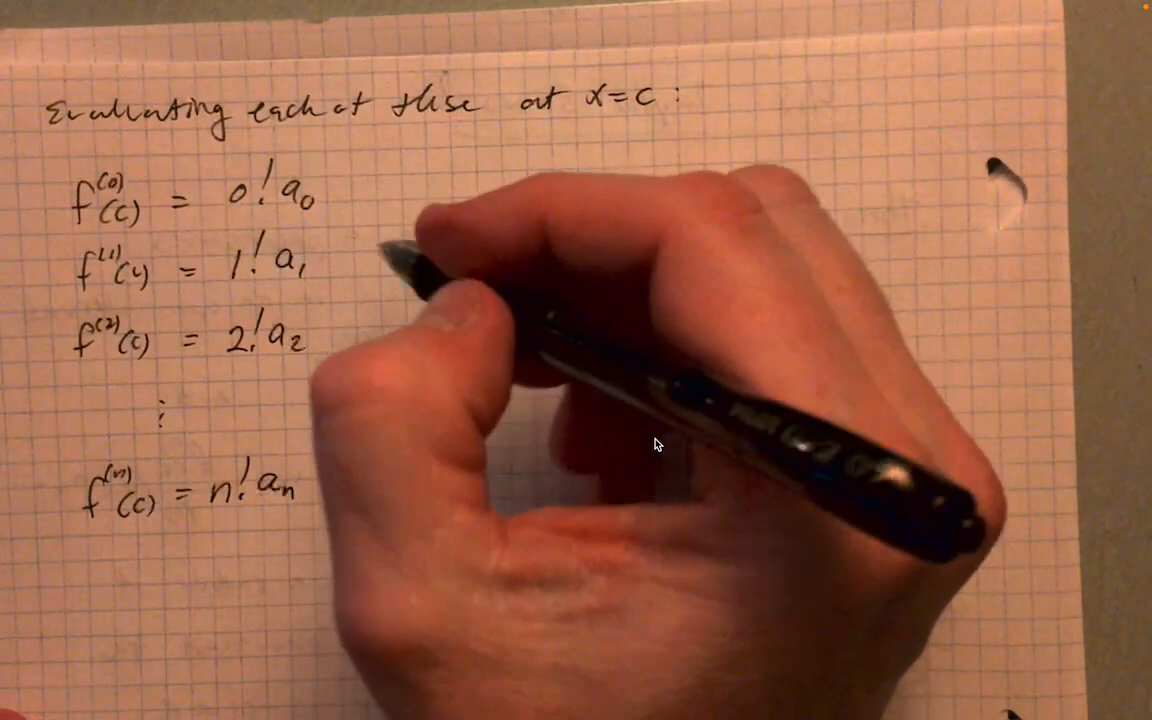 Evaluating each of these at x=c:
f^{(0)}(c) = 0! a_0
f^{(1)}(c) = 1! a_1
f^{(2)}(c) = 2! a_2
⋮
f^{(n)}(c) = n! a_n